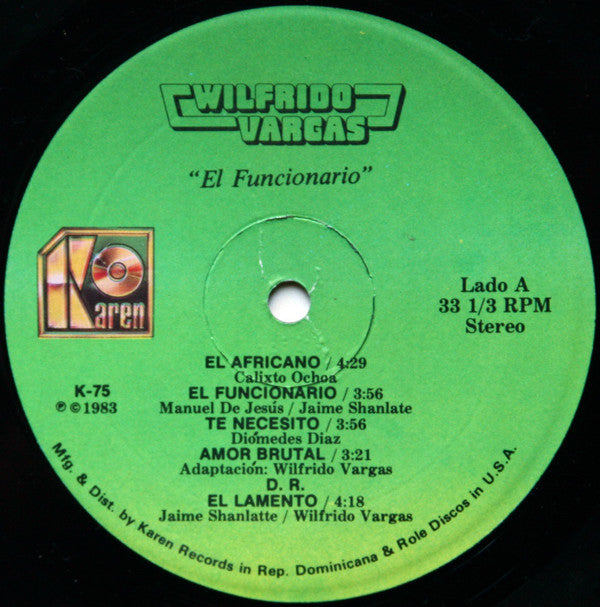 WILFRIDO
VARGAS
"El Funcionario"
Karen
Lado A
33 1/3 RPM
Stereo
K-75
℗ © 1983
EL AFRICANO / 4:29
Calixto Ochoa
EL FUNCIONARIO / 3:56
Manuel De Jesús / Jaime Shanlate
TE NECESITO / 3:56
Diómedes Díaz
AMOR BRUTAL / 3:21
Adaptación: Wilfrido Vargas
D. R.
EL LAMENTO / 4:18
Jaime Shanlatte / Wilfrido Vargas
Mfg. & Dist. by Karen Records in Rep. Dominicana & Role Discos in U.S.A.